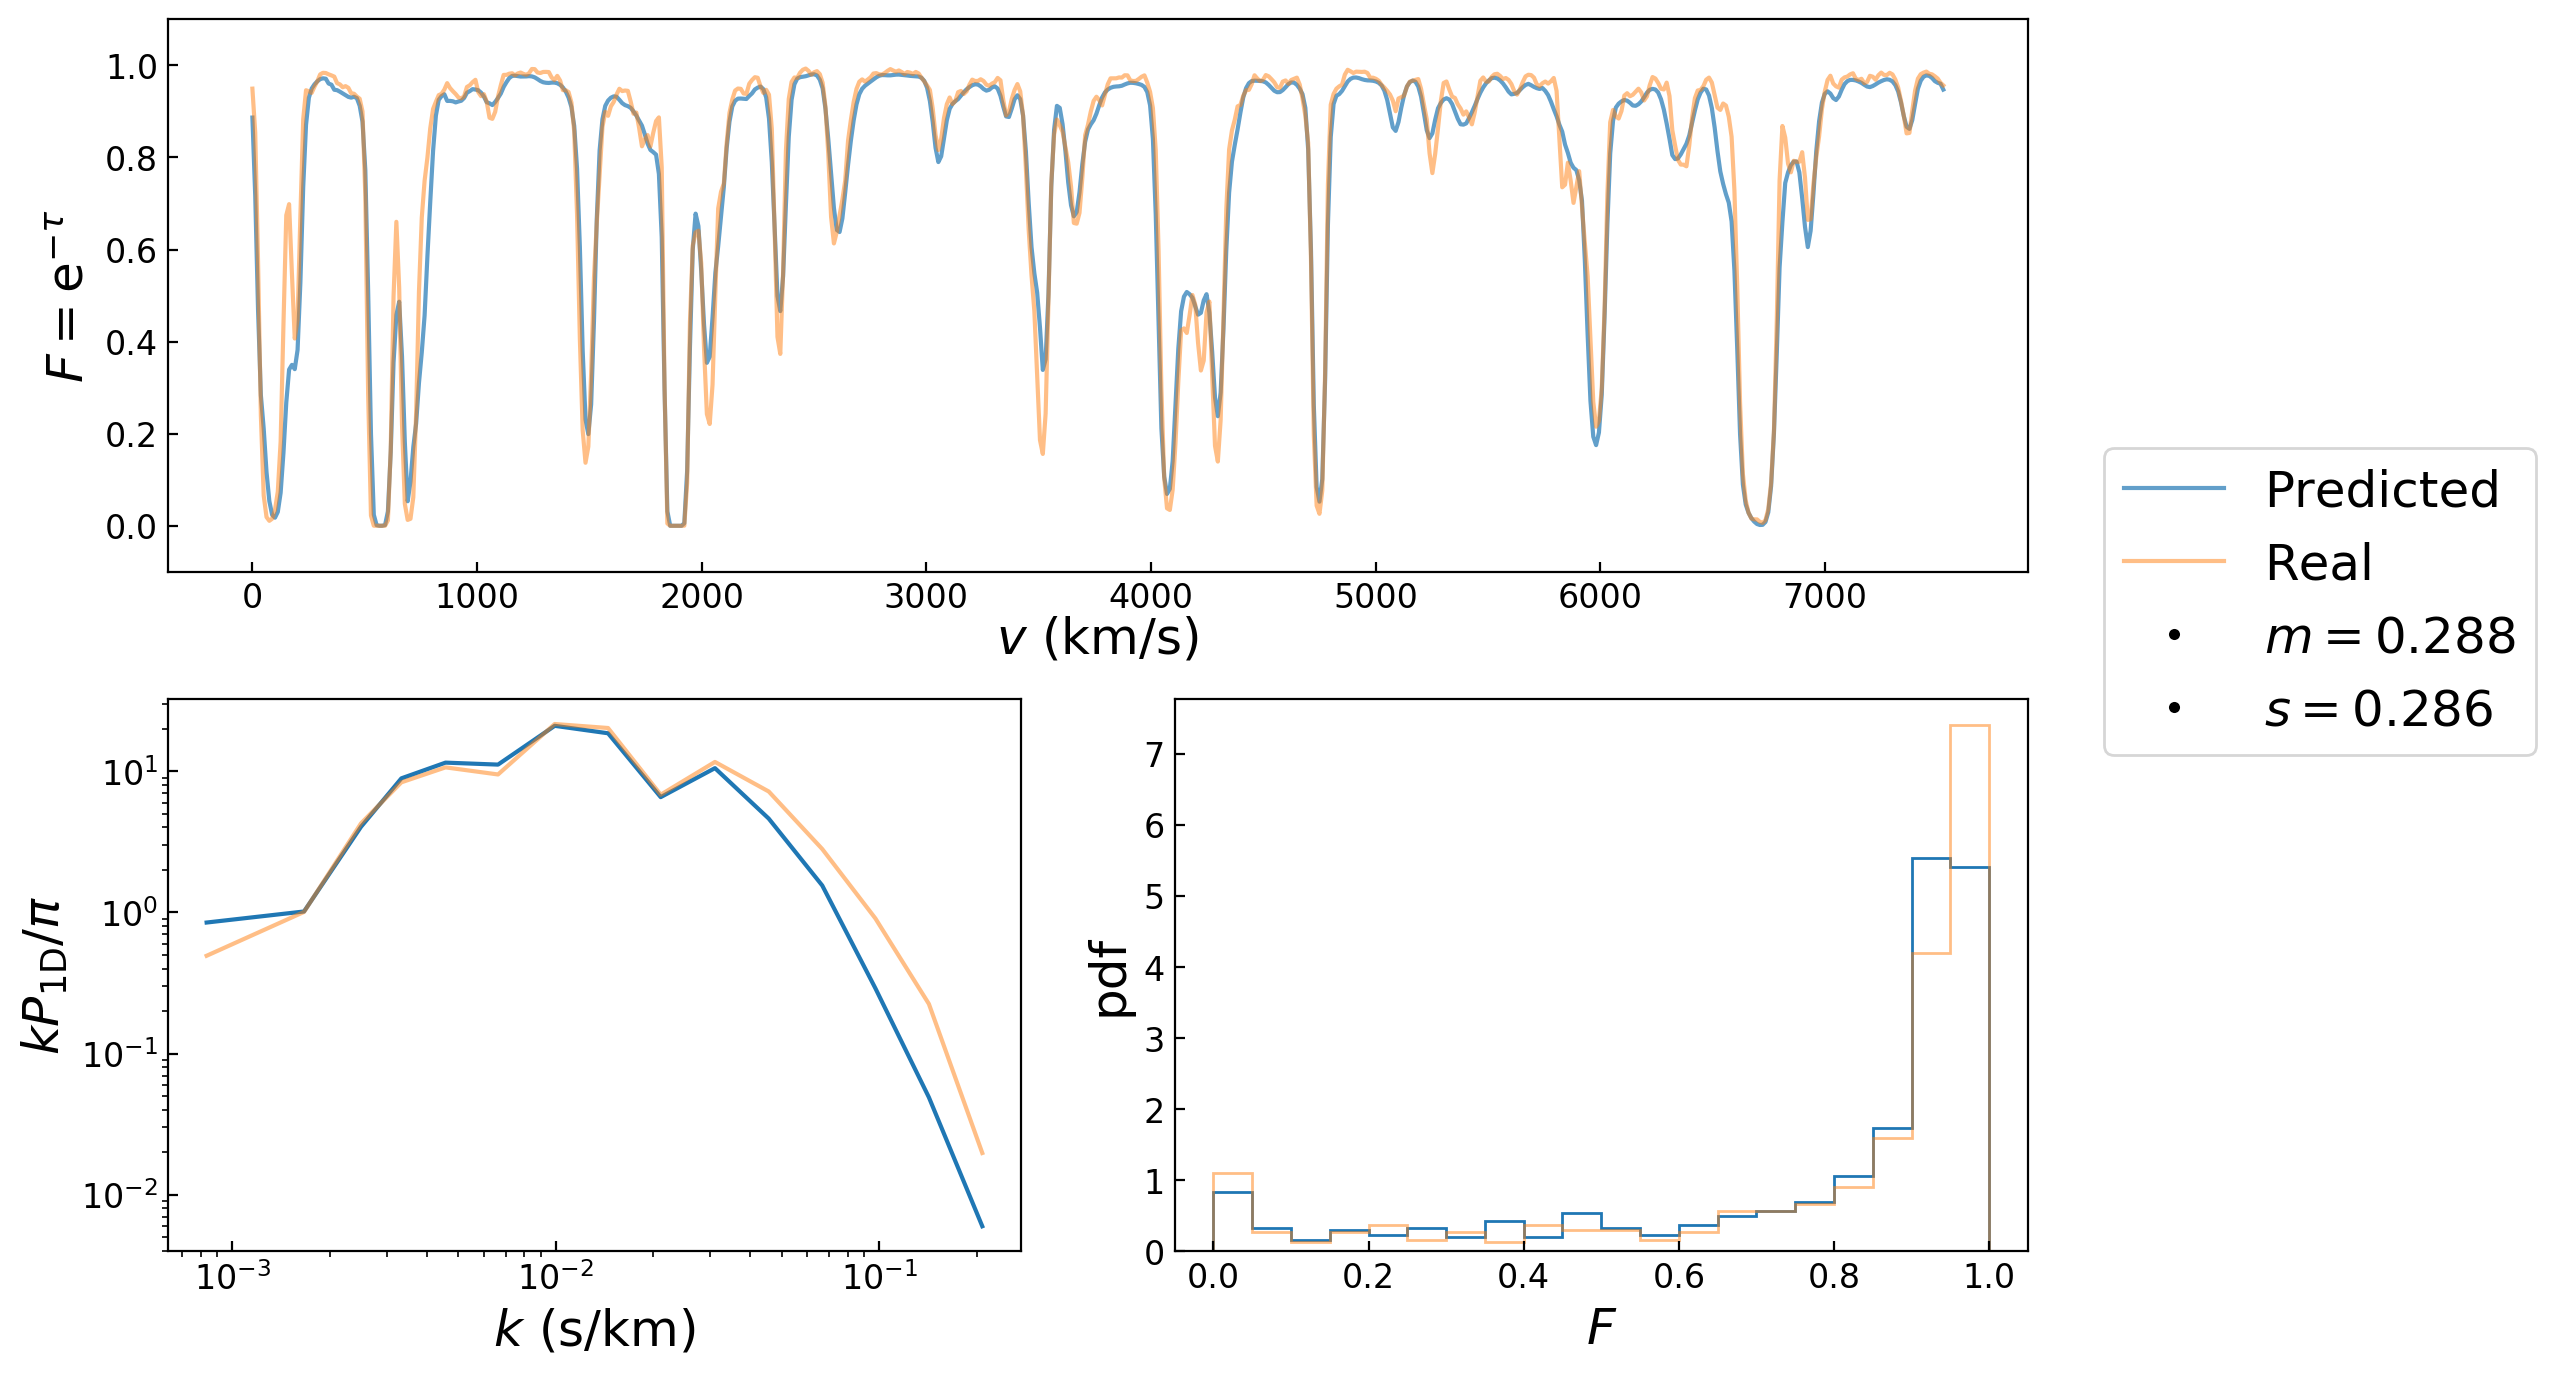 1.0
0.8
0.6
0.4
0.2
0.0
F = e^{−τ}
0 1000 2000 3000 4000 5000 6000 7000
v (km/s)
Predicted
Real
m = 0.288
s = 0.286
10^1
10^0
10^{-1}
10^{-2}
kP_{1D}/π
10^{-3} 10^{-2} 10^{-1}
k (s/km)
7
6
5
4
3
2
1
0
pdf
0.0 0.2 0.4 0.6 0.8 1.0
F